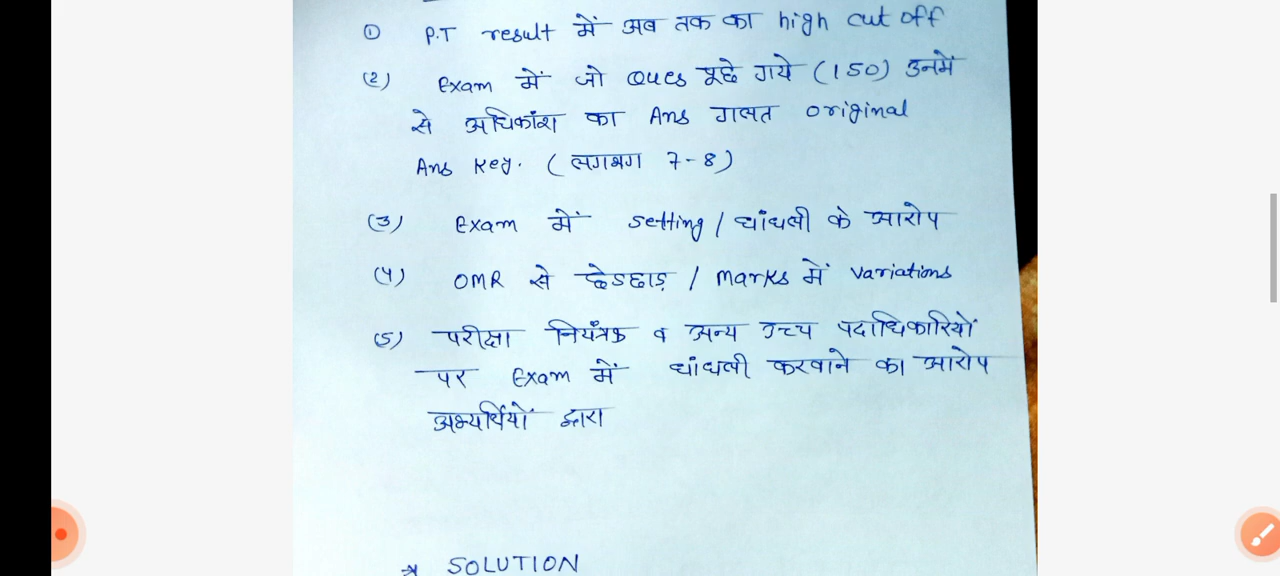 ① P.T result में अब तक का high cut off
(2) Exam में जो Ques पूछे गये (150) उनमें
से अधिकांश का Ans गलत original
Ans Key. (लगभग 7-8)
(3) Exam में setting / धांधली के आरोप
(4) OMR से छेड़छाड़ / Marks में variations
(5) परीक्षा नियंत्रक व अन्य उच्च पदाधिकारियों
पर Exam में धांधली करवाने का आरोप
अभ्यर्थियों द्वारा
* SOLUTION